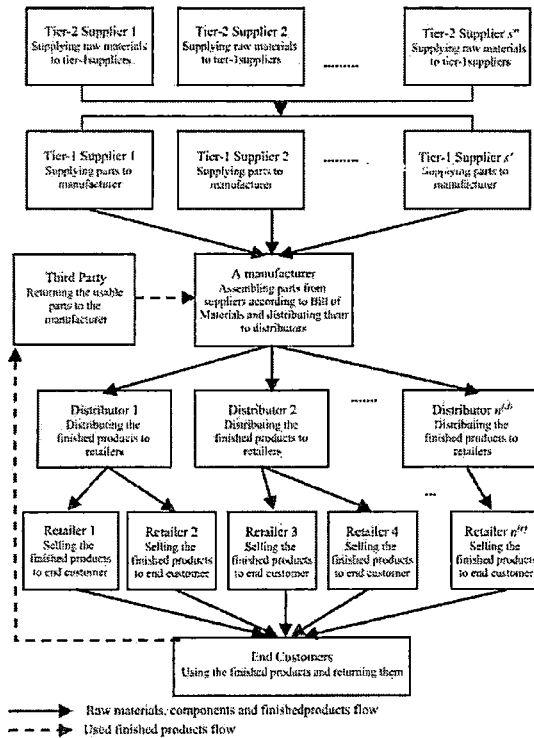 Tier-2 Supplier 1
Supplying raw materials
to tier-1suppliers
Tier-2 Supplier 2
Supplying raw materials
to tier-1suppliers
Tier-2 Supplier s''
Supplying raw materials
to tier-1suppliers
.........
Tier-1 Supplier 1
Supplying parts to
manufacturer
Tier-1 Supplier 2
Supplying parts to
manufacturer
Tier-1 Supplier s'
Supplying parts to
manufacturer
.........
Third Party
Returning the usable
parts to the
manufacturer
A manufacturer
Assembling parts from
suppliers according to Bill of
Materials and distributing them
to distributors
Distributor 1
Distributing the
finished products to
retailers
Distributor 2
Distributing the
finished products to
retailers
........
Distributor
Distributing the
finished products to
retailers
...
Retailer 1
Selling the
finished products
to end customer
Retailer 2
Selling the
finished products
to end customer
Retailer 3
Selling the
finished products
to end customer
Retailer 4
Selling the
finished products
to end customer
Retailer
Selling the
finished products
to end customer
End Customers
Using the finished products and returning them
Raw materials, components and finishedproducts flow
Used finished products flow